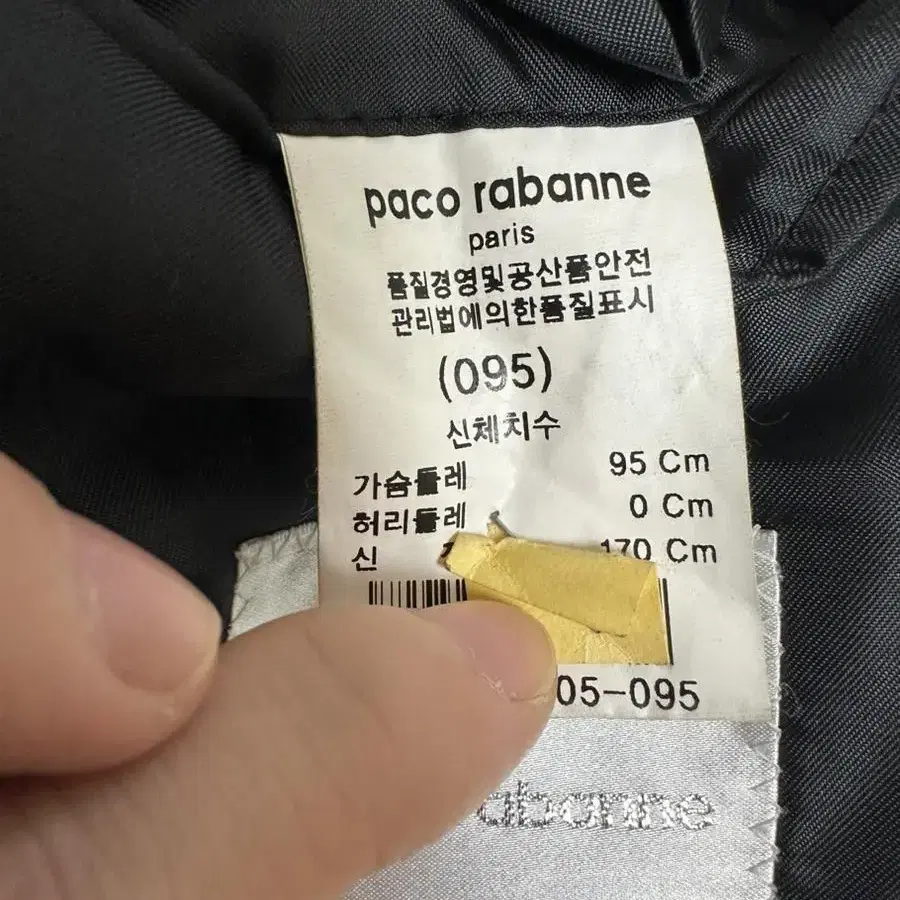 paco rabanne
paris
품질경영및공산품안전
관리법에의한품질표시
(095)
신체치수
가슴둘레 95 Cm
허리둘레 0 Cm
신 170 Cm
05-095
abanne